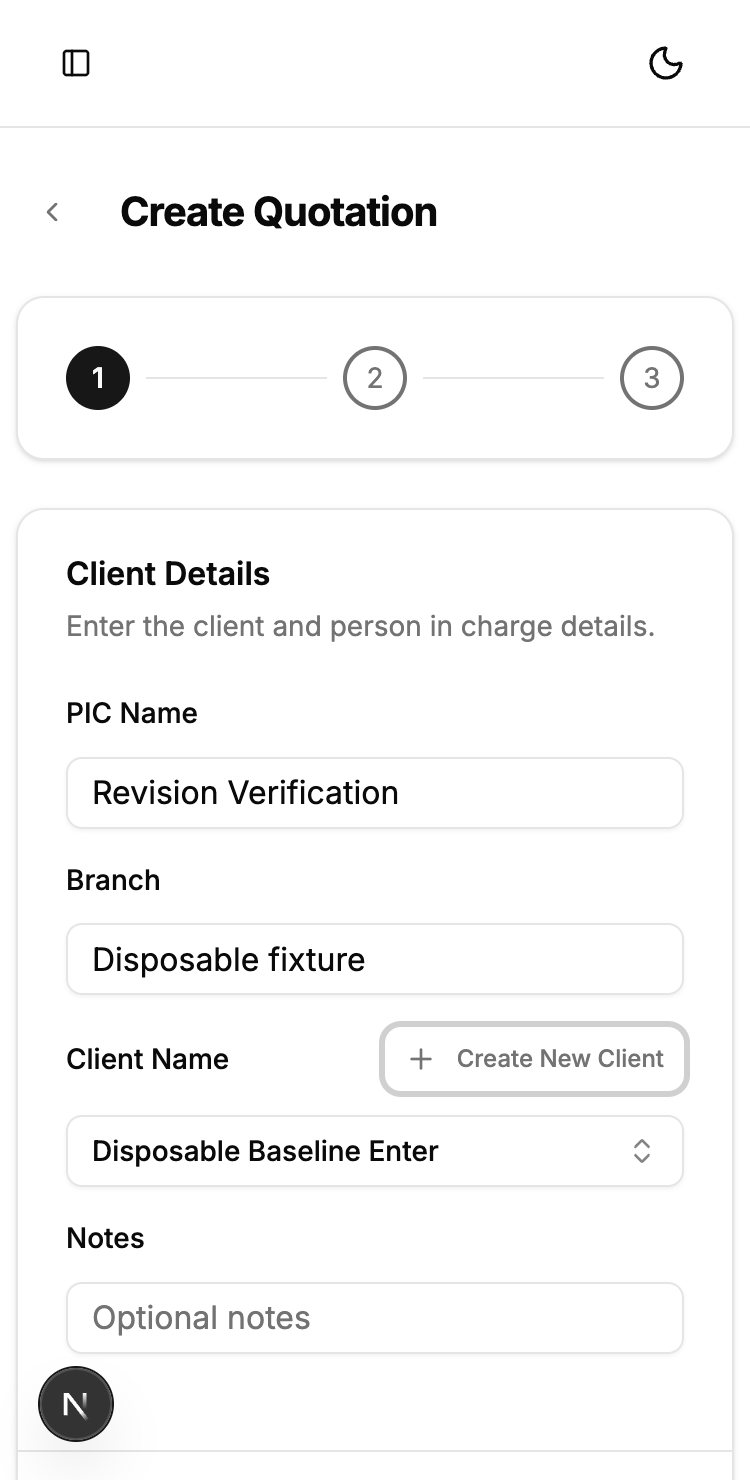 Create Quotation
1
2
3
Client Details
Enter the client and person in charge details.
PIC Name
Revision Verification
Branch
Disposable fixture
Client Name
Create New Client
Disposable Baseline Enter
Notes
Optional notes
N